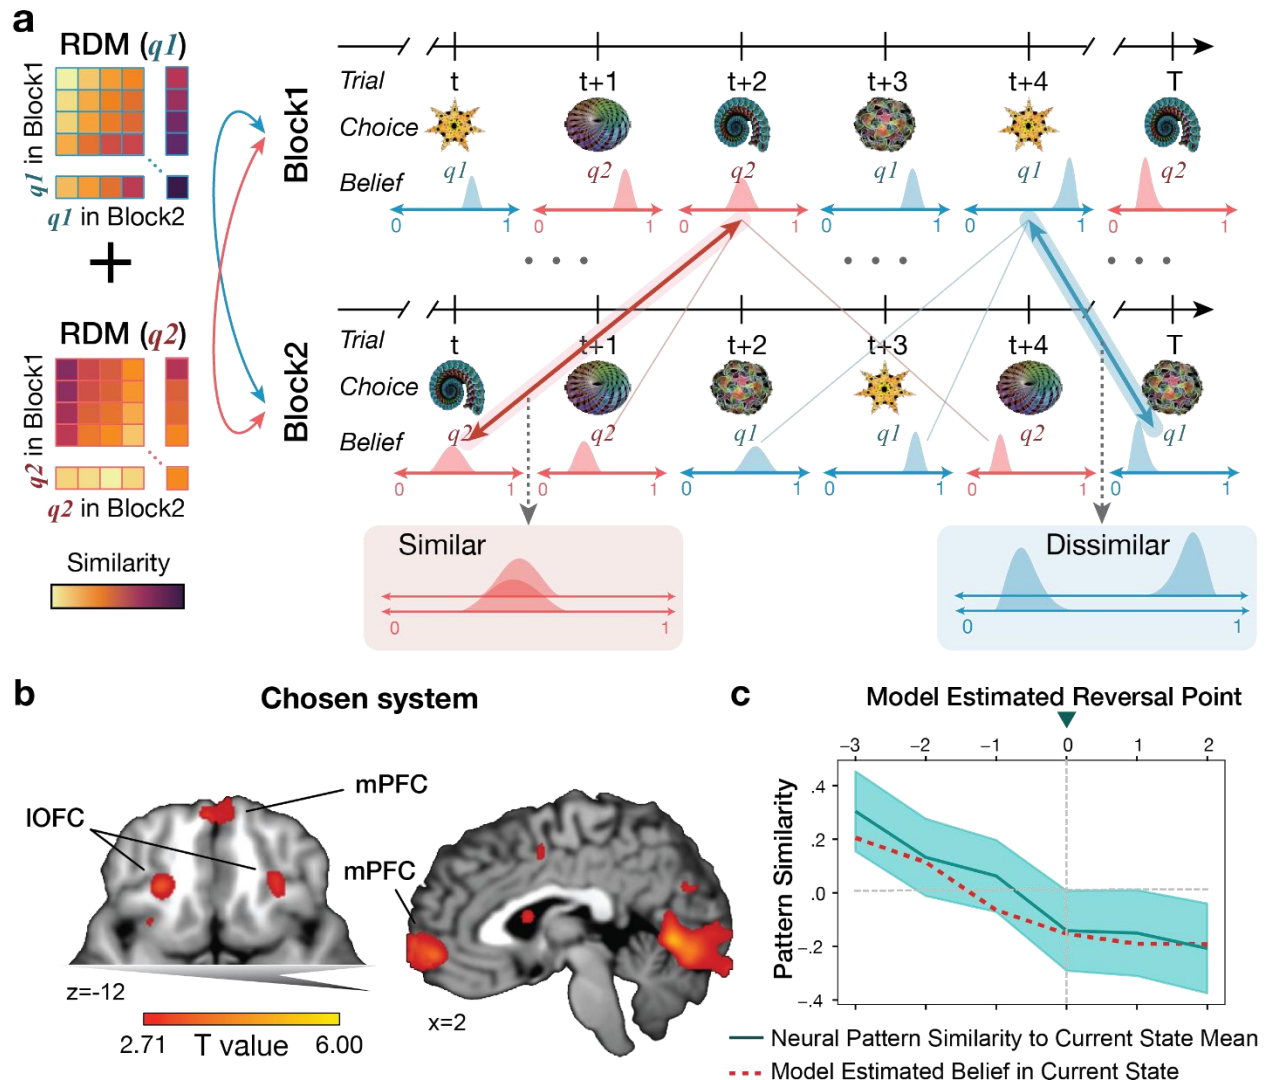 a
RDM (q1)
q1 in Block1
q1 in Block2
+
RDM (q2)
q2 in Block1
q2 in Block2
Similarity
Block1
Trial t t+1 t+2 t+3 t+4 T
Choice
Belief q1 q2 q2 q1 q1 q2
0 1 0 1 0 1 0 1 0 1 0 1
Block2
Trial t t+1 t+2 t+3 t+4 T
Choice
Belief q2 q2 q1 q1 q2 q1
0 1 0 1 0 1 0 1 0 1 0 1
Similar
0 1
Dissimilar
0 1
b
Chosen system
mPFC
lOFC
mPFC
z=-12
x=2
2.71 T value 6.00
c
Model Estimated Reversal Point
−3 −2 −1 0 1 2
Pattern Similarity
.4
.2
.0
−.2
−.4
Neural Pattern Similarity to Current State Mean
Model Estimated Belief in Current State